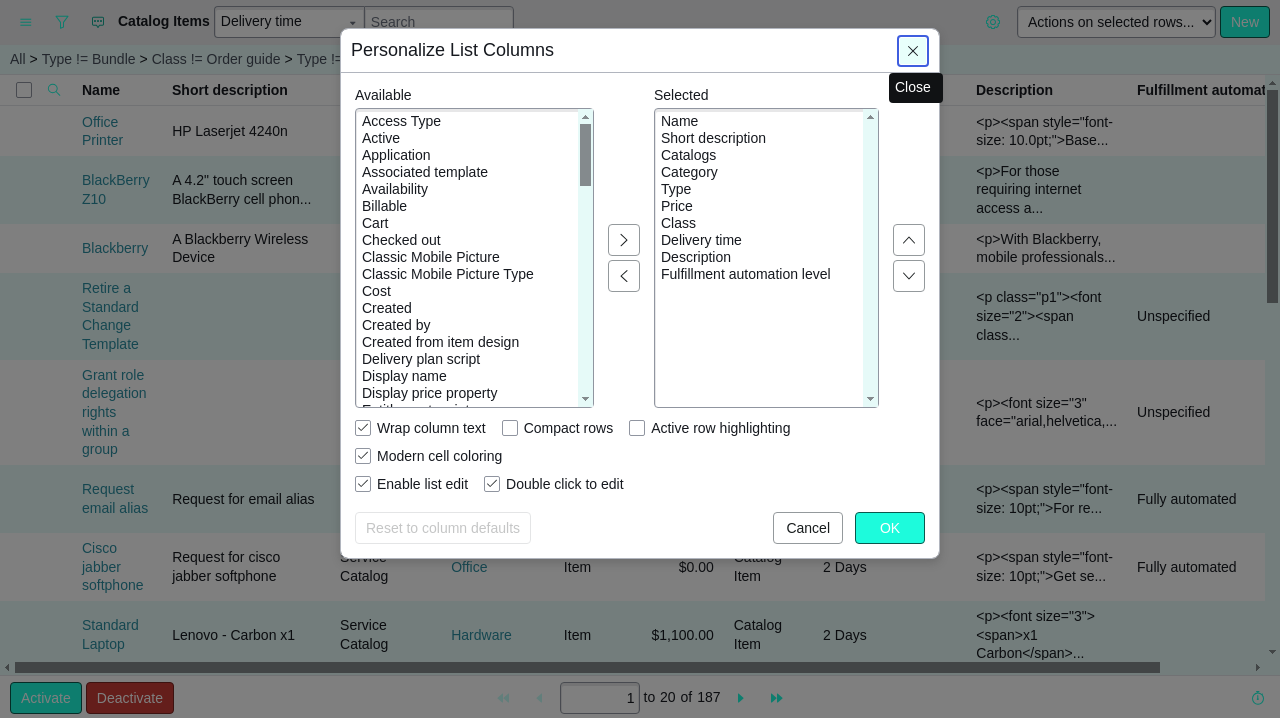 Catalog Items
Delivery time
Search
Actions on selected rows...
New
All > Type != Bundle > Class != Order guide > Type !=
Personalize List Columns
Close
Available
Access Type
Active
Application
Associated template
Availability
Billable
Cart
Checked out
Classic Mobile Picture
Classic Mobile Picture Type
Cost
Created
Created by
Created from item design
Delivery plan script
Display name
Display price property
Selected
Name
Short description
Catalogs
Category
Type
Price
Class
Delivery time
Description
Fulfillment automation level
Wrap column text
Compact rows
Active row highlighting
Modern cell coloring
Enable list edit
Double click to edit
Reset to column defaults
Cancel
OK
Name
Short description
Description
Fulfillment automat
Office
Printer
HP Laserjet 4240n
<p><span style="font-
size: 10.0pt;">Base...
BlackBerry
Z10
A 4.2" touch screen
BlackBerry cell phon...
<p>For those
requiring internet
access a...
Blackberry
A Blackberry Wireless
Device
<p>With Blackberry,
mobile professionals...
Retire a
Standard
Change
Template
<p class="p1"><font
size="2"><span
class...
Unspecified
Grant role
delegation
rights
within a
group
<p><font size="3"
face="arial,helvetica,...
Unspecified
Request
email alias
Request for email alias
<p><span style="font-
size: 10pt;">For re...
Fully automated
Cisco
jabber
softphone
Request for cisco
jabber softphone
Service
Catalog
Office
Item
$0.00
Catalog
Item
2 Days
<p><span style="font-
size: 10pt;">Get se...
Fully automated
Standard
Laptop
Lenovo - Carbon x1
Service
Catalog
Hardware
Item
$1,100.00
Catalog
Item
2 Days
<p><font size="3">
<span>x1
Carbon</span>...
Activate
Deactivate
1 to 20 of 187